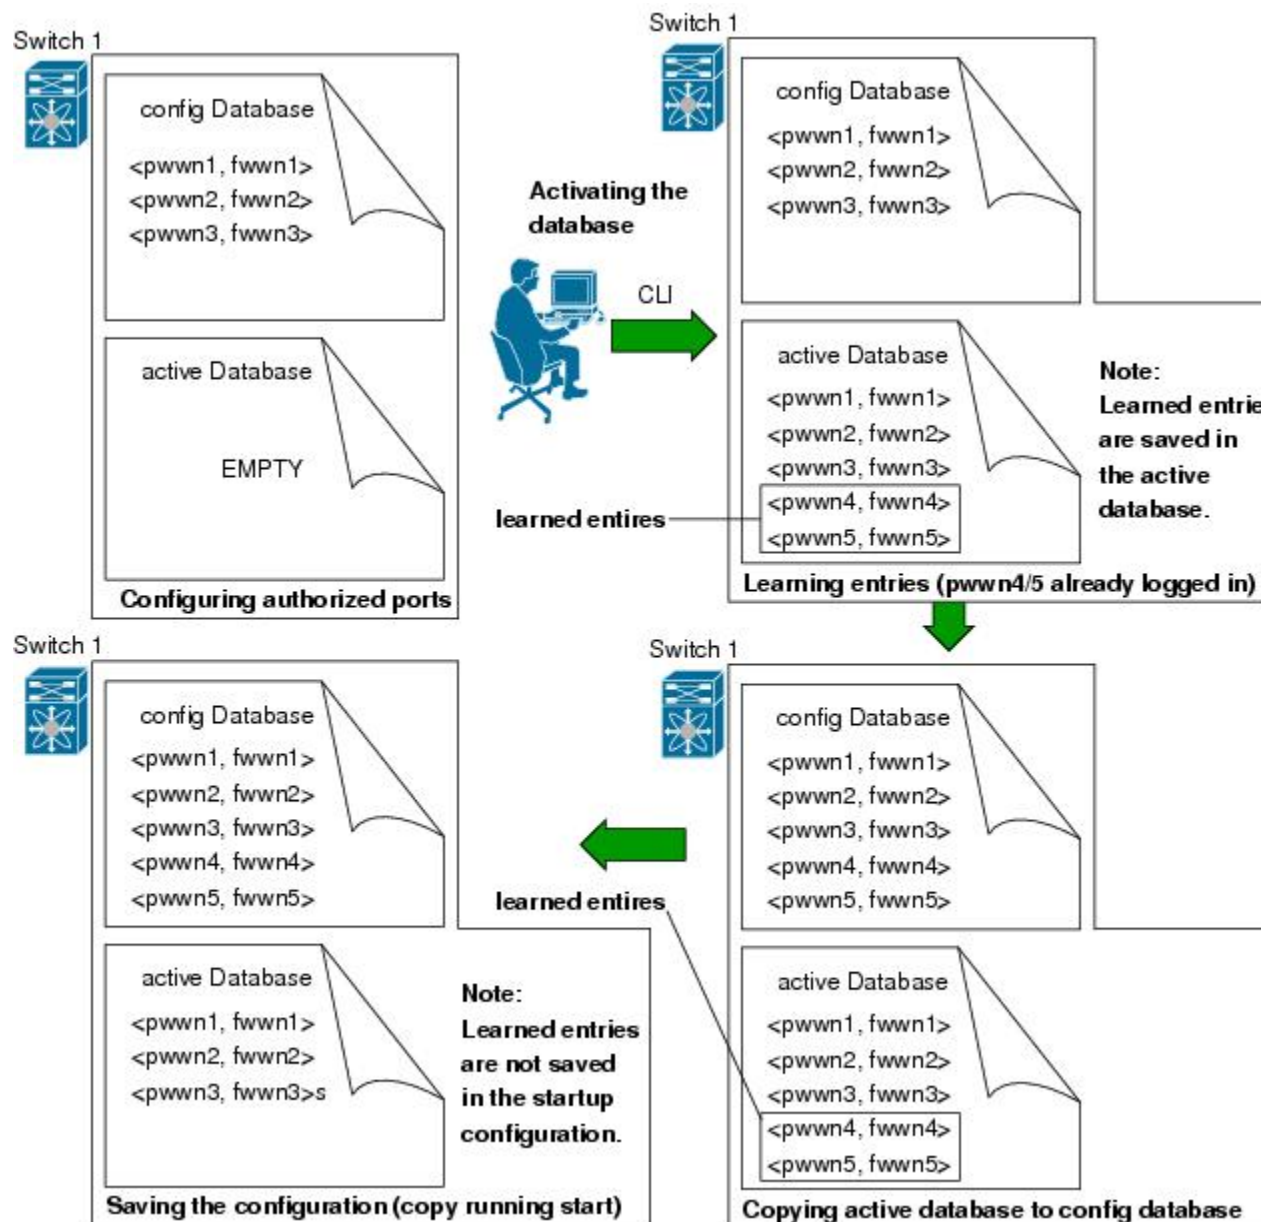 Switch 1
config Database
<pwwn1, fwwn1>
<pwwn2, fwwn2>
<pwwn3, fwwn3>
active Database
EMPTY
Configuring authorized ports
Activating the
database
CLI
Switch 1
config Database
<pwwn1, fwwn1>
<pwwn2, fwwn2>
<pwwn3, fwwn3>
active Database
<pwwn1, fwwn1>
<pwwn2, fwwn2>
<pwwn3, fwwn3>
<pwwn4, fwwn4>
<pwwn5, fwwn5>
learned entires
Note:
Learned entrie
are saved in
the active
database.
Learning entries (pwwn4/5 already logged in)
Switch 1
config Database
<pwwn1, fwwn1>
<pwwn2, fwwn2>
<pwwn3, fwwn3>
<pwwn4, fwwn4>
<pwwn5, fwwn5>
active Database
<pwwn1, fwwn1>
<pwwn2, fwwn2>
<pwwn3, fwwn3>s
Note:
Learned entries
are not saved
in the startup
configuration.
Saving the configuration (copy running start)
Switch 1
config Database
<pwwn1, fwwn1>
<pwwn2, fwwn2>
<pwwn3, fwwn3>
<pwwn4, fwwn4>
<pwwn5, fwwn5>
learned entires
active Database
<pwwn1, fwwn1>
<pwwn2, fwwn2>
<pwwn3, fwwn3>
<pwwn4, fwwn4>
<pwwn5, fwwn5>
Copying active database to config database